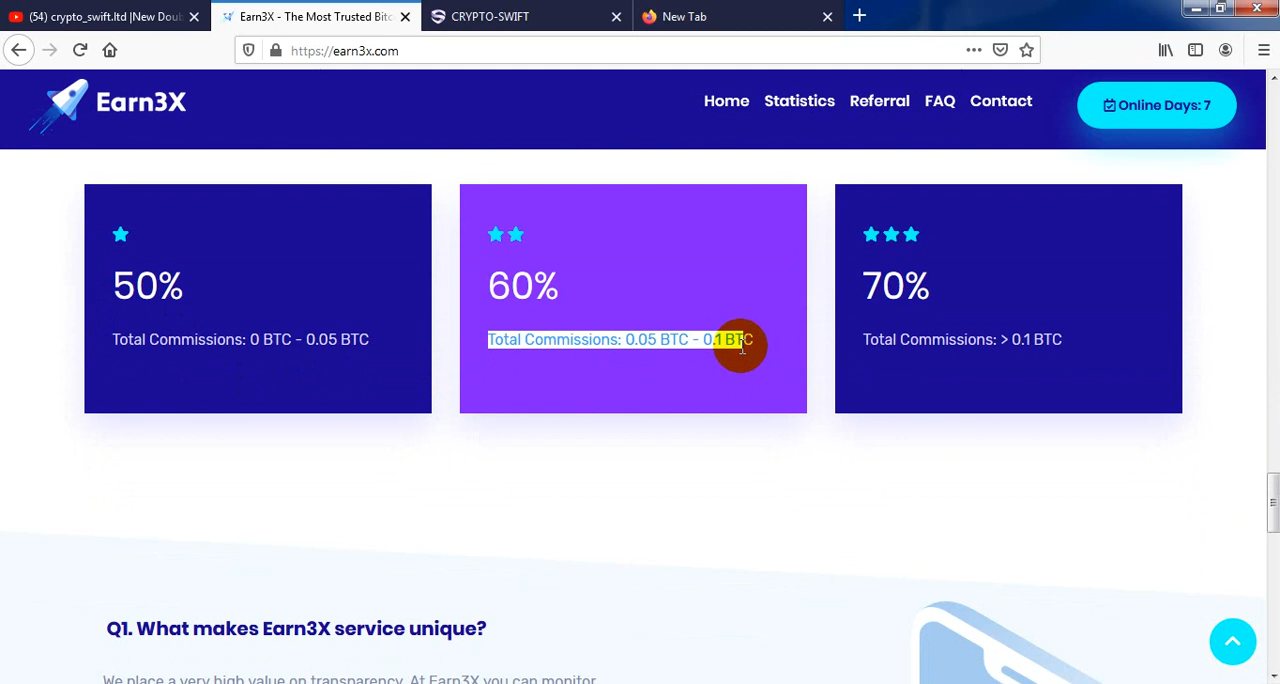 (54) crypto_swift.ltd |New Doub
Earn3X - The Most Trusted Bitc
CRYPTO-SWIFT
New Tab
https://earn3x.com
Earn3X
Home Statistics Referral FAQ Contact
Online Days: 7
50%
Total Commissions: 0 BTC - 0.05 BTC
60%
Total Commissions: 0.05 BTC - 0.1 BTC
70%
Total Commissions: > 0.1 BTC
Q1. What makes Earn3X service unique?
We place a very high value on transparency. At Earn3X you can monitor